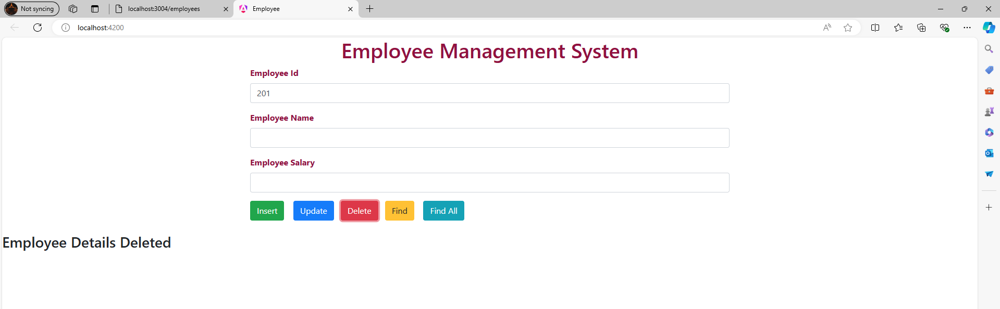 Not syncing
localhost:3004/employees
Employee
localhost:4200
Employee Management System
Employee Id
201
Employee Name
Employee Salary
Insert Update Delete Find Find All
Employee Details Deleted